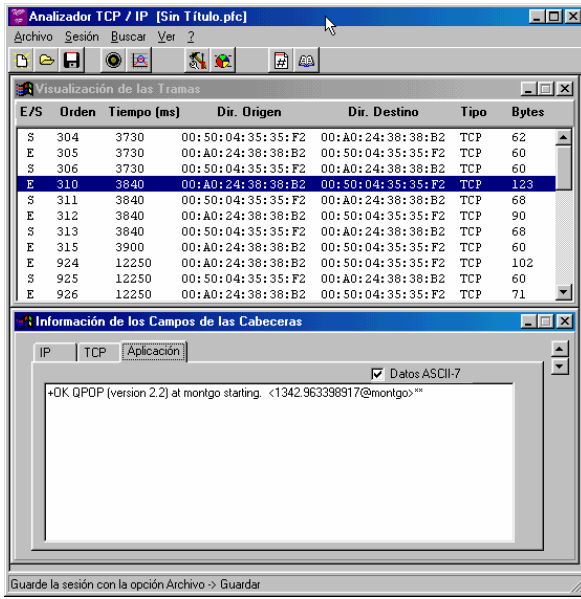 Analizador TCP / IP  [Sin Título.pfc]
Archivo Sesión Buscar Ver ?
Visualización de las Tramas
E/S Orden Tiempo (ms) Dir. Origen Dir. Destino Tipo Bytes
S 304 3730 00:50:04:35:35:F2 00:A0:24:38:38:B2 TCP 62
E 305 3730 00:A0:24:38:38:B2 00:50:04:35:35:F2 TCP 60
S 306 3730 00:50:04:35:35:F2 00:A0:24:38:38:B2 TCP 60
E 310 3840 00:A0:24:38:38:B2 00:50:04:35:35:F2 TCP 123
S 311 3840 00:50:04:35:35:F2 00:A0:24:38:38:B2 TCP 68
E 312 3840 00:A0:24:38:38:B2 00:50:04:35:35:F2 TCP 90
S 313 3840 00:50:04:35:35:F2 00:A0:24:38:38:B2 TCP 68
E 315 3900 00:A0:24:38:38:B2 00:50:04:35:35:F2 TCP 60
E 924 12250 00:A0:24:38:38:B2 00:50:04:35:35:F2 TCP 102
S 925 12250 00:50:04:35:35:F2 00:A0:24:38:38:B2 TCP 60
E 926 12250 00:A0:24:38:38:B2 00:50:04:35:35:F2 TCP 71
Información de los Campos de las Cabeceras
IP TCP Aplicación
Datos ASCII-7
+OK QPOP (version 2.2) at montgo starting.  <1342.963398917@montgo>**
Guarde la sesión con la opción Archivo -> Guardar